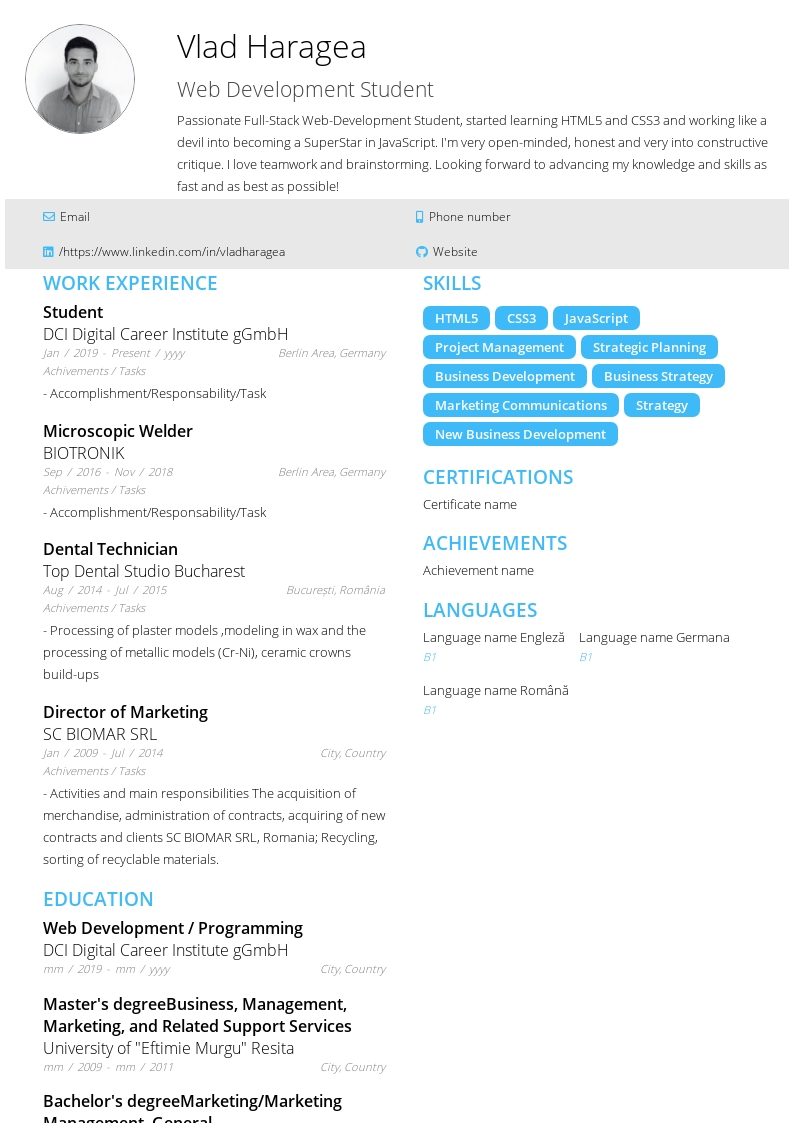 Vlad Haragea
Web Development Student
Passionate Full-Stack Web-Development Student, started learning HTML5 and CSS3 and working like a
devil into becoming a SuperStar in JavaScript. I'm very open-minded, honest and very into constructive
critique. I love teamwork and brainstorming. Looking forward to advancing my knowledge and skills as
fast and as best as possible!
Email
Phone number
/https://www.linkedin.com/in/vladharagea
Website
WORK EXPERIENCE
Student
DCI Digital Career Institute gGmbH
Jan / 2019 - Present / yyyy
Berlin Area, Germany
Achivements / Tasks
- Accomplishment/Responsability/Task
Microscopic Welder
BIOTRONIK
Sep / 2016 - Nov / 2018
Berlin Area, Germany
Achivements / Tasks
- Accomplishment/Responsability/Task
Dental Technician
Top Dental Studio Bucharest
Aug / 2014 - Jul / 2015
București, România
Achivements / Tasks
- Processing of plaster models ,modeling in wax and the
processing of metallic models (Cr-Ni), ceramic crowns
build-ups
Director of Marketing
SC BIOMAR SRL
Jan / 2009 - Jul / 2014
City, Country
Achivements / Tasks
- Activities and main responsibilities The acquisition of
merchandise, administration of contracts, acquiring of new
contracts and clients SC BIOMAR SRL, Romania; Recycling,
sorting of recyclable materials.
EDUCATION
Web Development / Programming
DCI Digital Career Institute gGmbH
mm / 2019 - mm / yyyy
City, Country
Master's degreeBusiness, Management,
Marketing, and Related Support Services
University of "Eftimie Murgu" Resita
mm / 2009 - mm / 2011
City, Country
Bachelor's degreeMarketing/Marketing
Management, General
SKILLS
HTML5
CSS3
JavaScript
Project Management
Strategic Planning
Business Development
Business Strategy
Marketing Communications
Strategy
New Business Development
CERTIFICATIONS
Certificate name
ACHIEVEMENTS
Achievement name
LANGUAGES
Language name Engleză
B1
Language name Germana
B1
Language name Română
B1